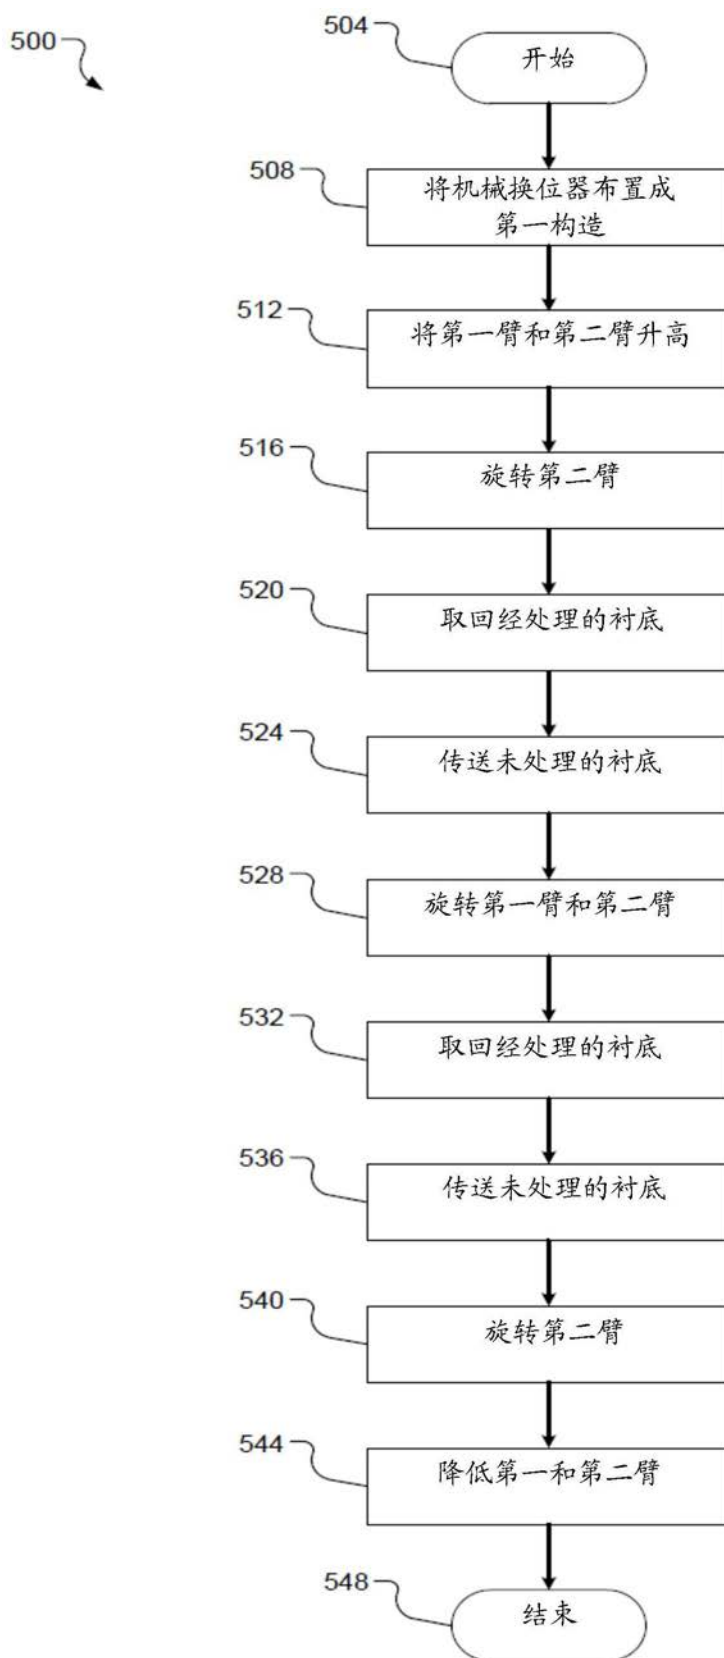 500
504
开始
508
将机械换位器布置成
第一构造
512
将第一臂和第二臂升高
516
旋转第二臂
520
取回经处理的衬底
524
传送未处理的衬底
528
旋转第一臂和第二臂
532
取回经处理的衬底
536
传送未处理的衬底
540
旋转第二臂
544
降低第一和第二臂
548
结束